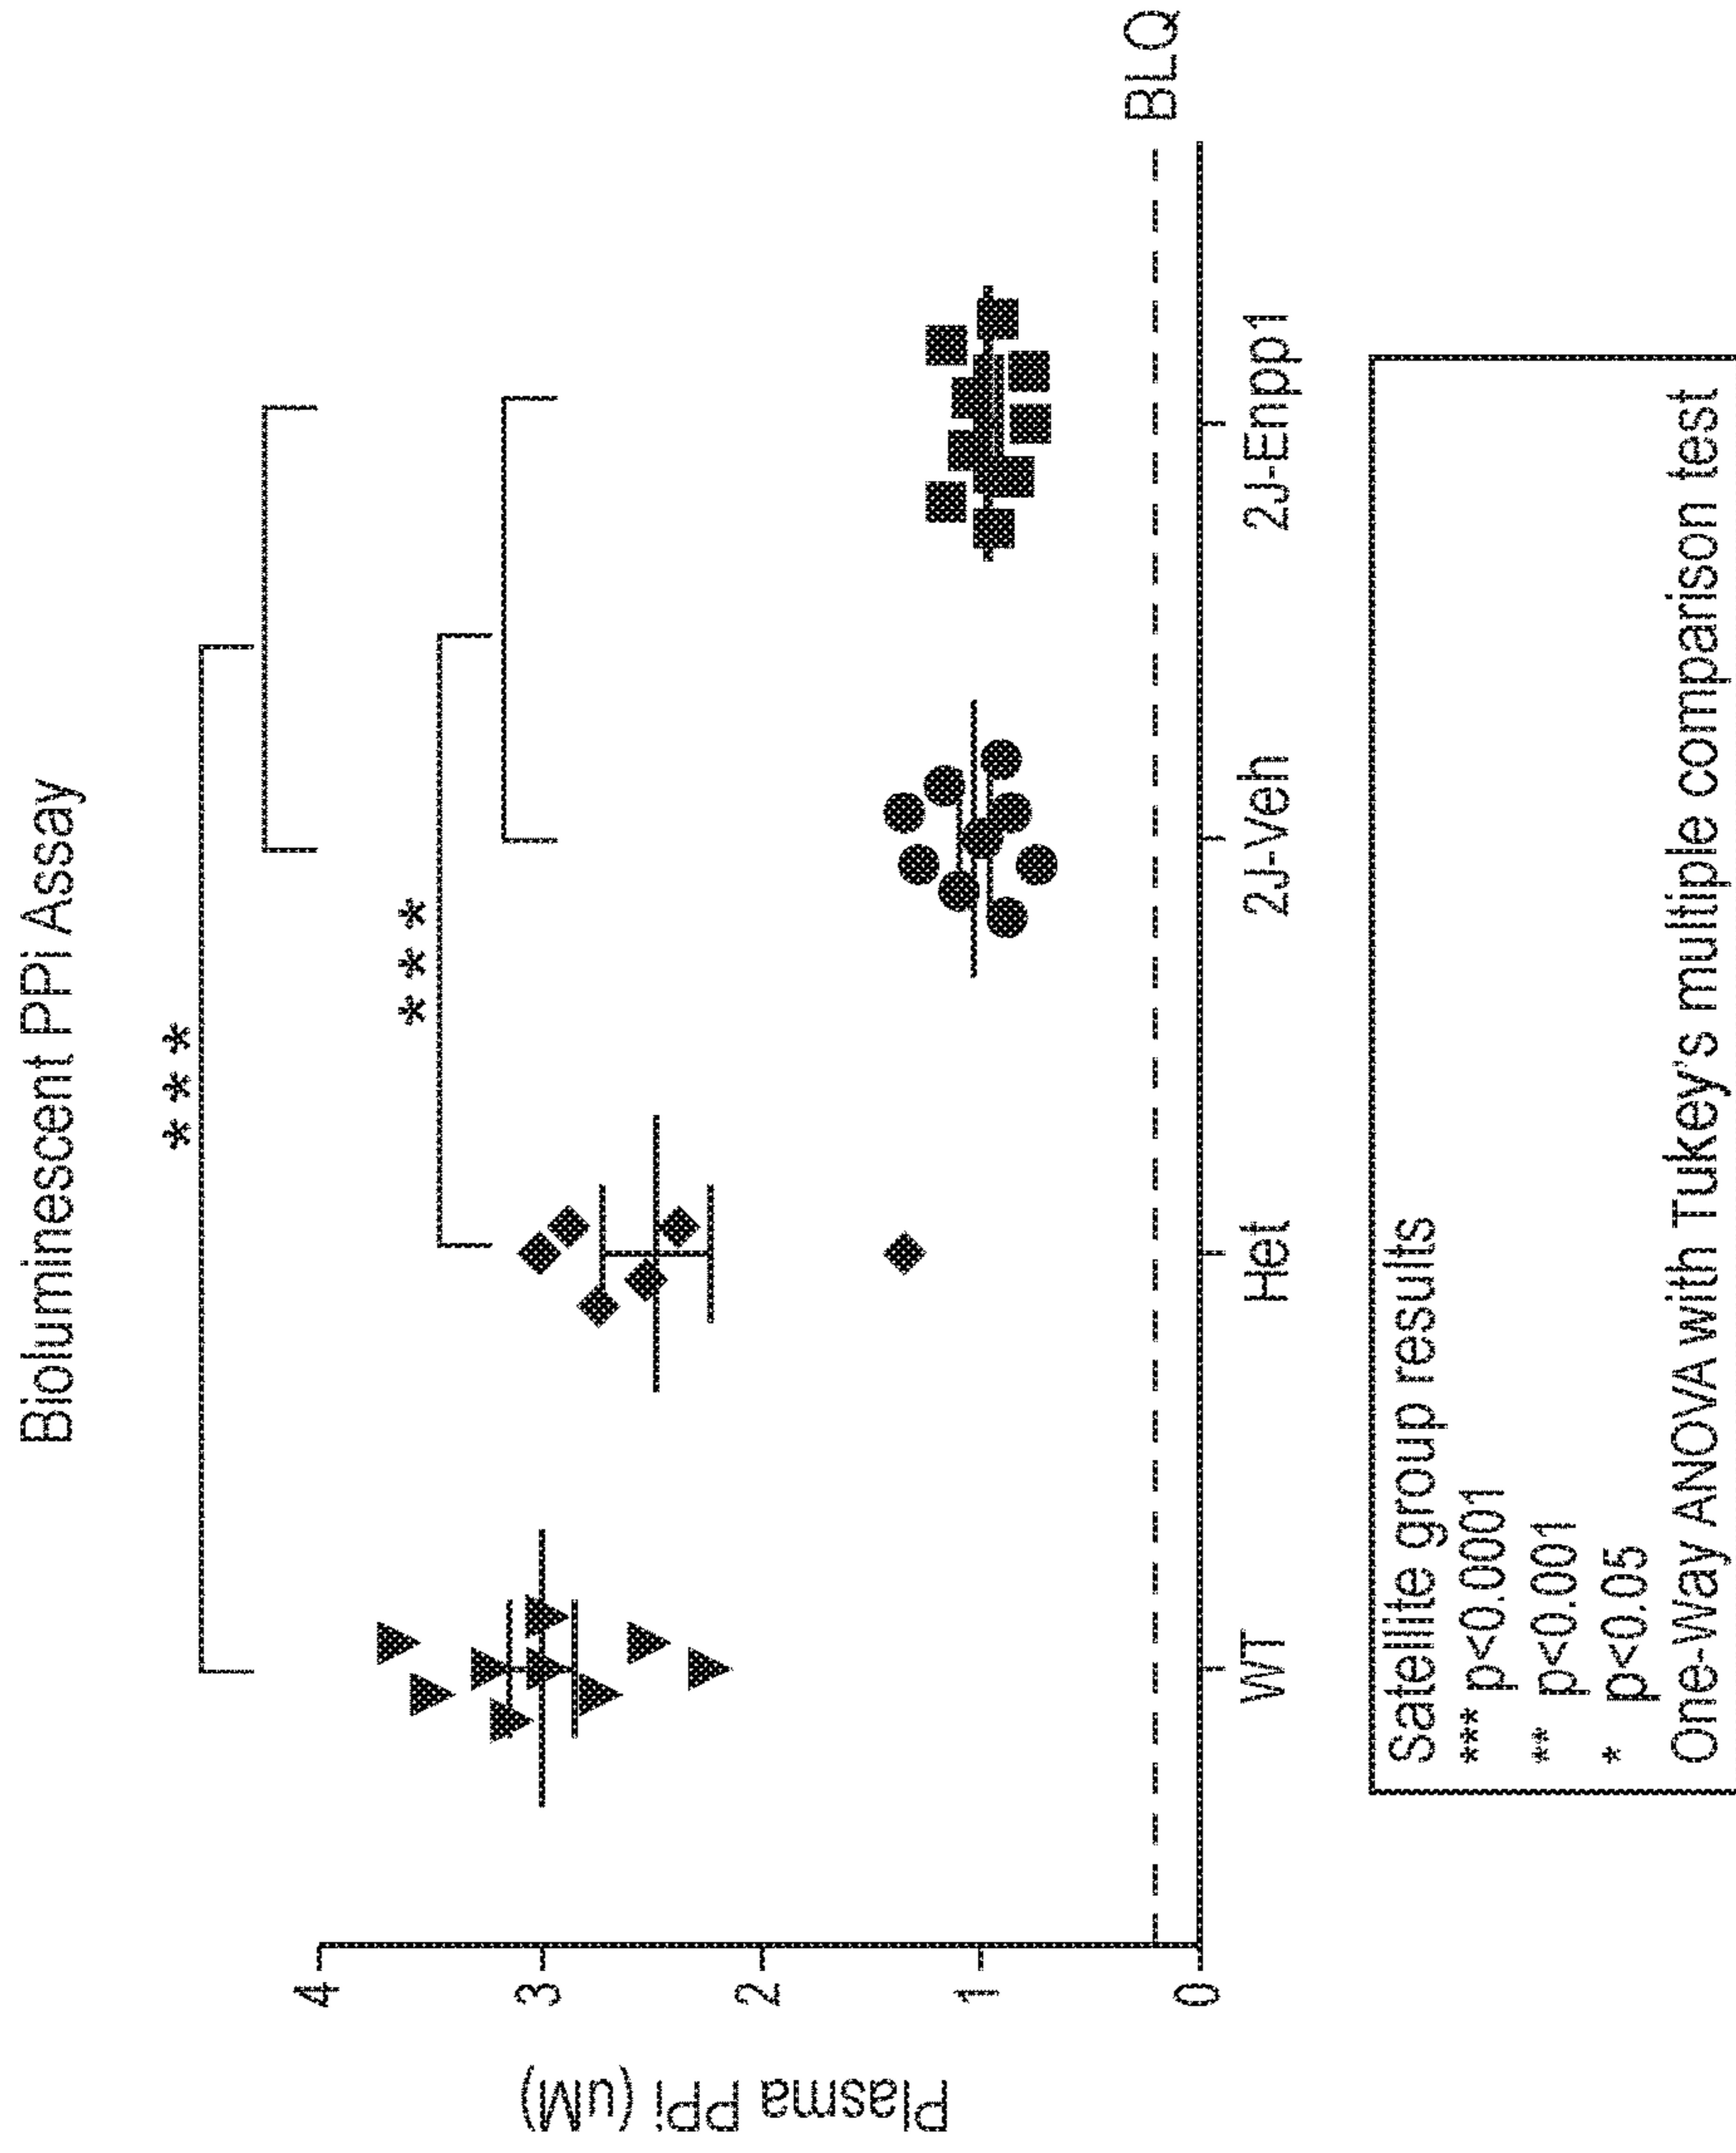 Bioluminescent PPi Assay
***
***
Plasma PPi (uM)
4
3
2
1
0
BLQ
WT
Het
2J-Veh
2J-Enpp1
Satellite group results
*** p<0.0001
** p<0.001
* p<0.05
One-Way ANOVA with Tukey's multiple comparison test